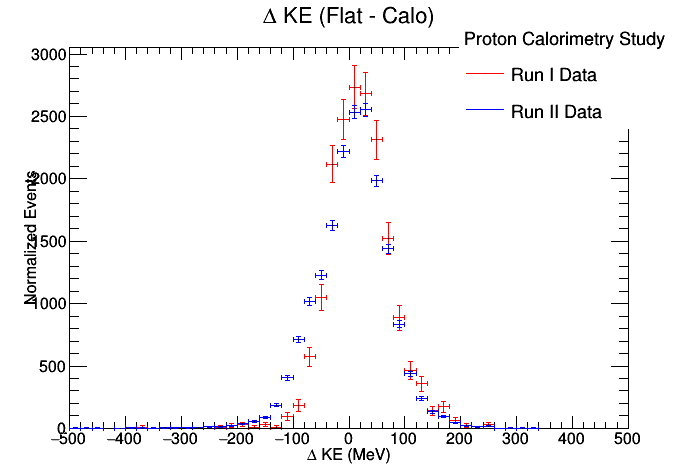 Δ KE (Flat - Calo)
Proton Calorimetry Study
Run I Data
Run II Data
Normalized Events
3000
2500
2000
1500
1000
500
0
−500 −400 −300 −200 −100 0 100 200 300 400 500
Δ KE (MeV)